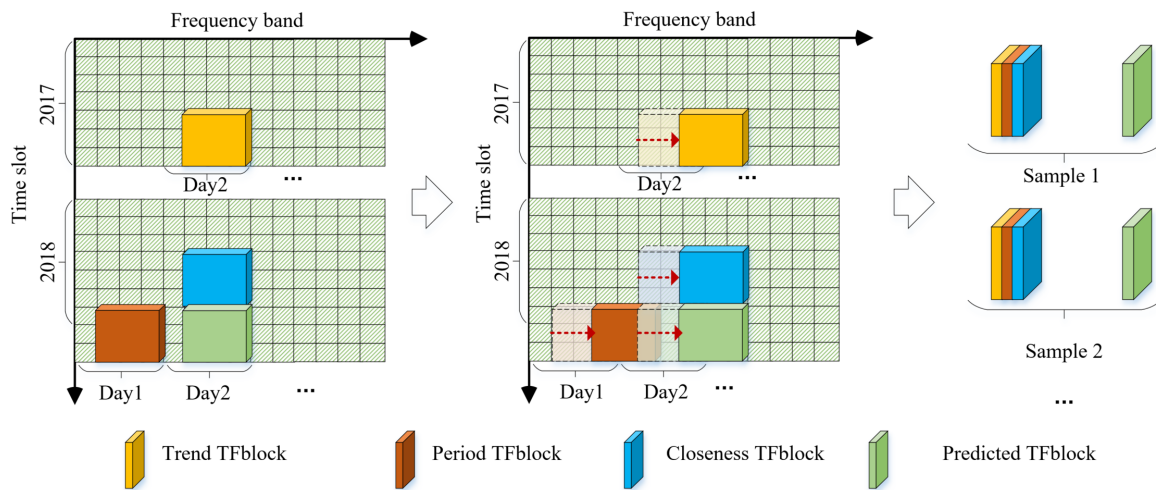 Frequency band
Time slot
2017
Day2
...
2018
Day1
Day2
...
Frequency band
Time slot
2017
Day2
...
2018
Day1
Day2
...
Sample 1
Sample 2
...
Trend TFblock
Period TFblock
Closeness TFblock
Predicted TFblock